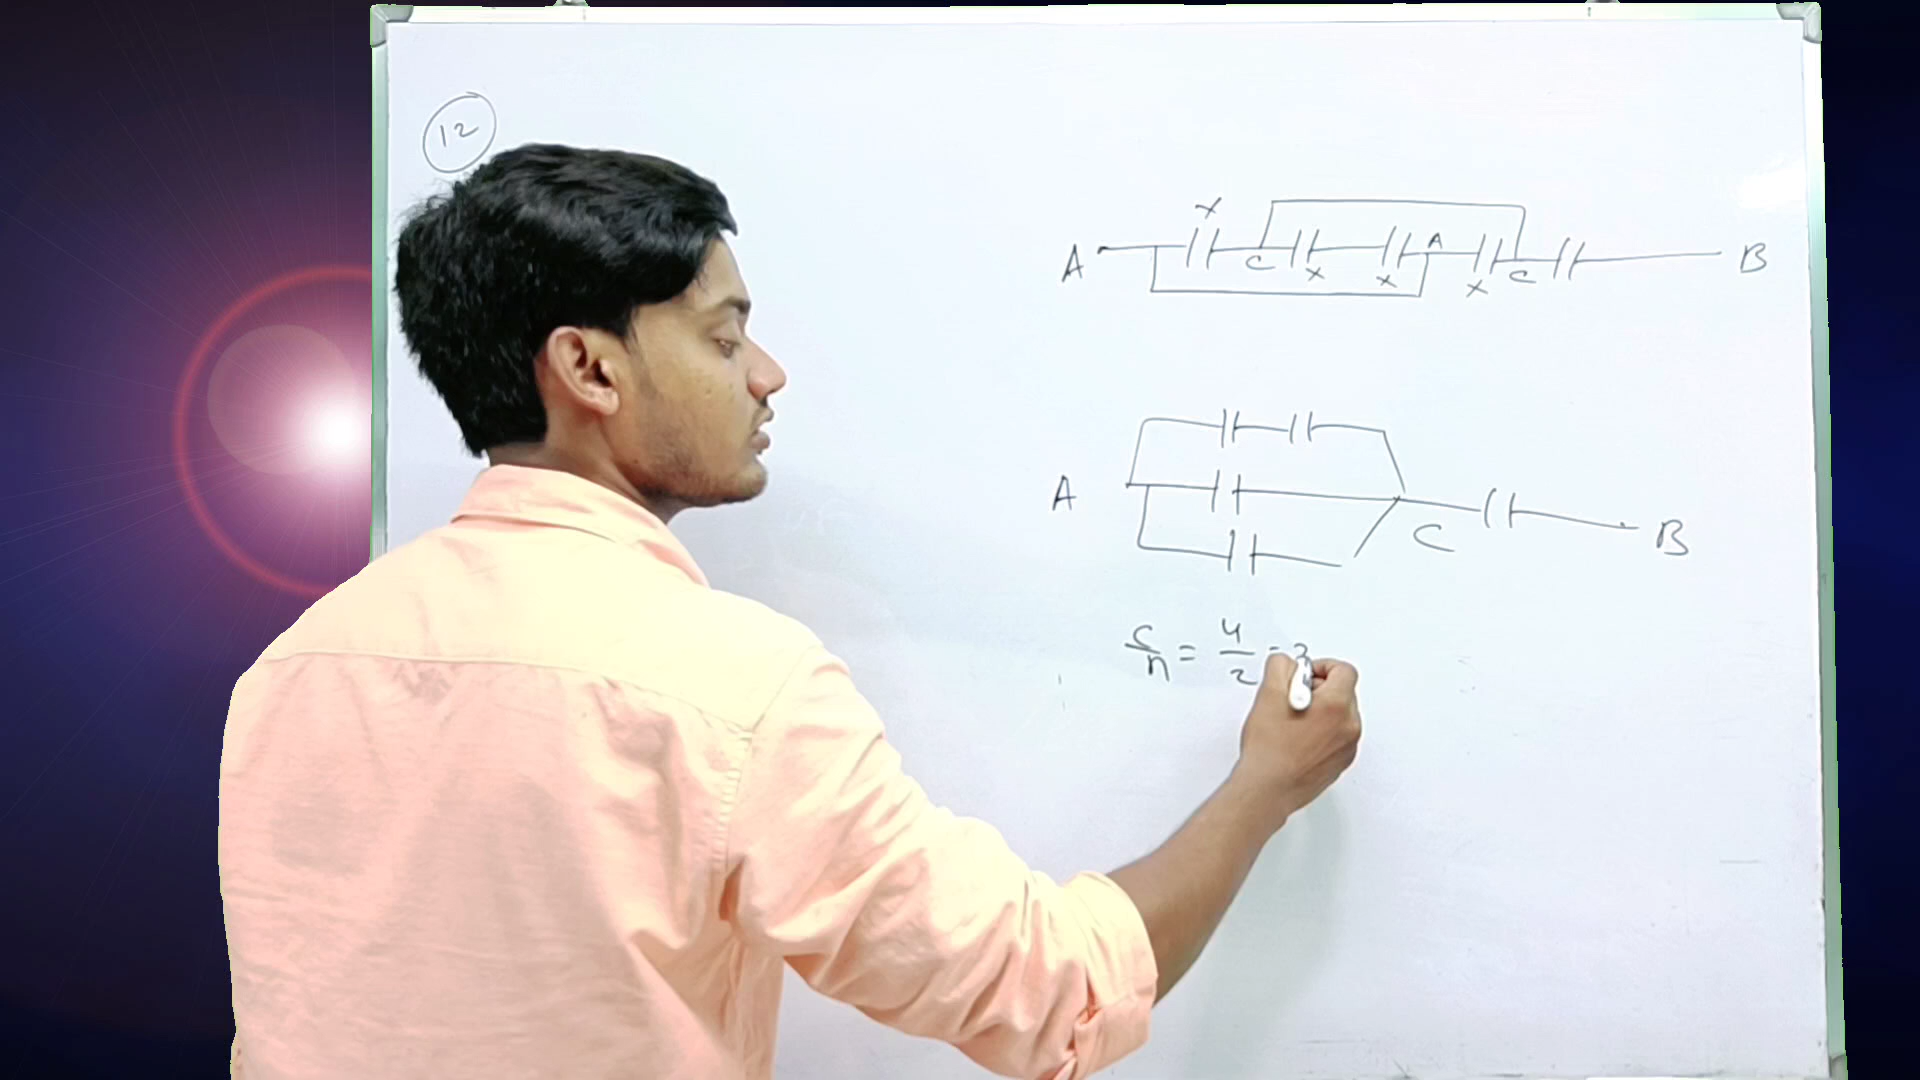 12
x
A C A C B
x x x
A C B
C/n = 4/2 = 2